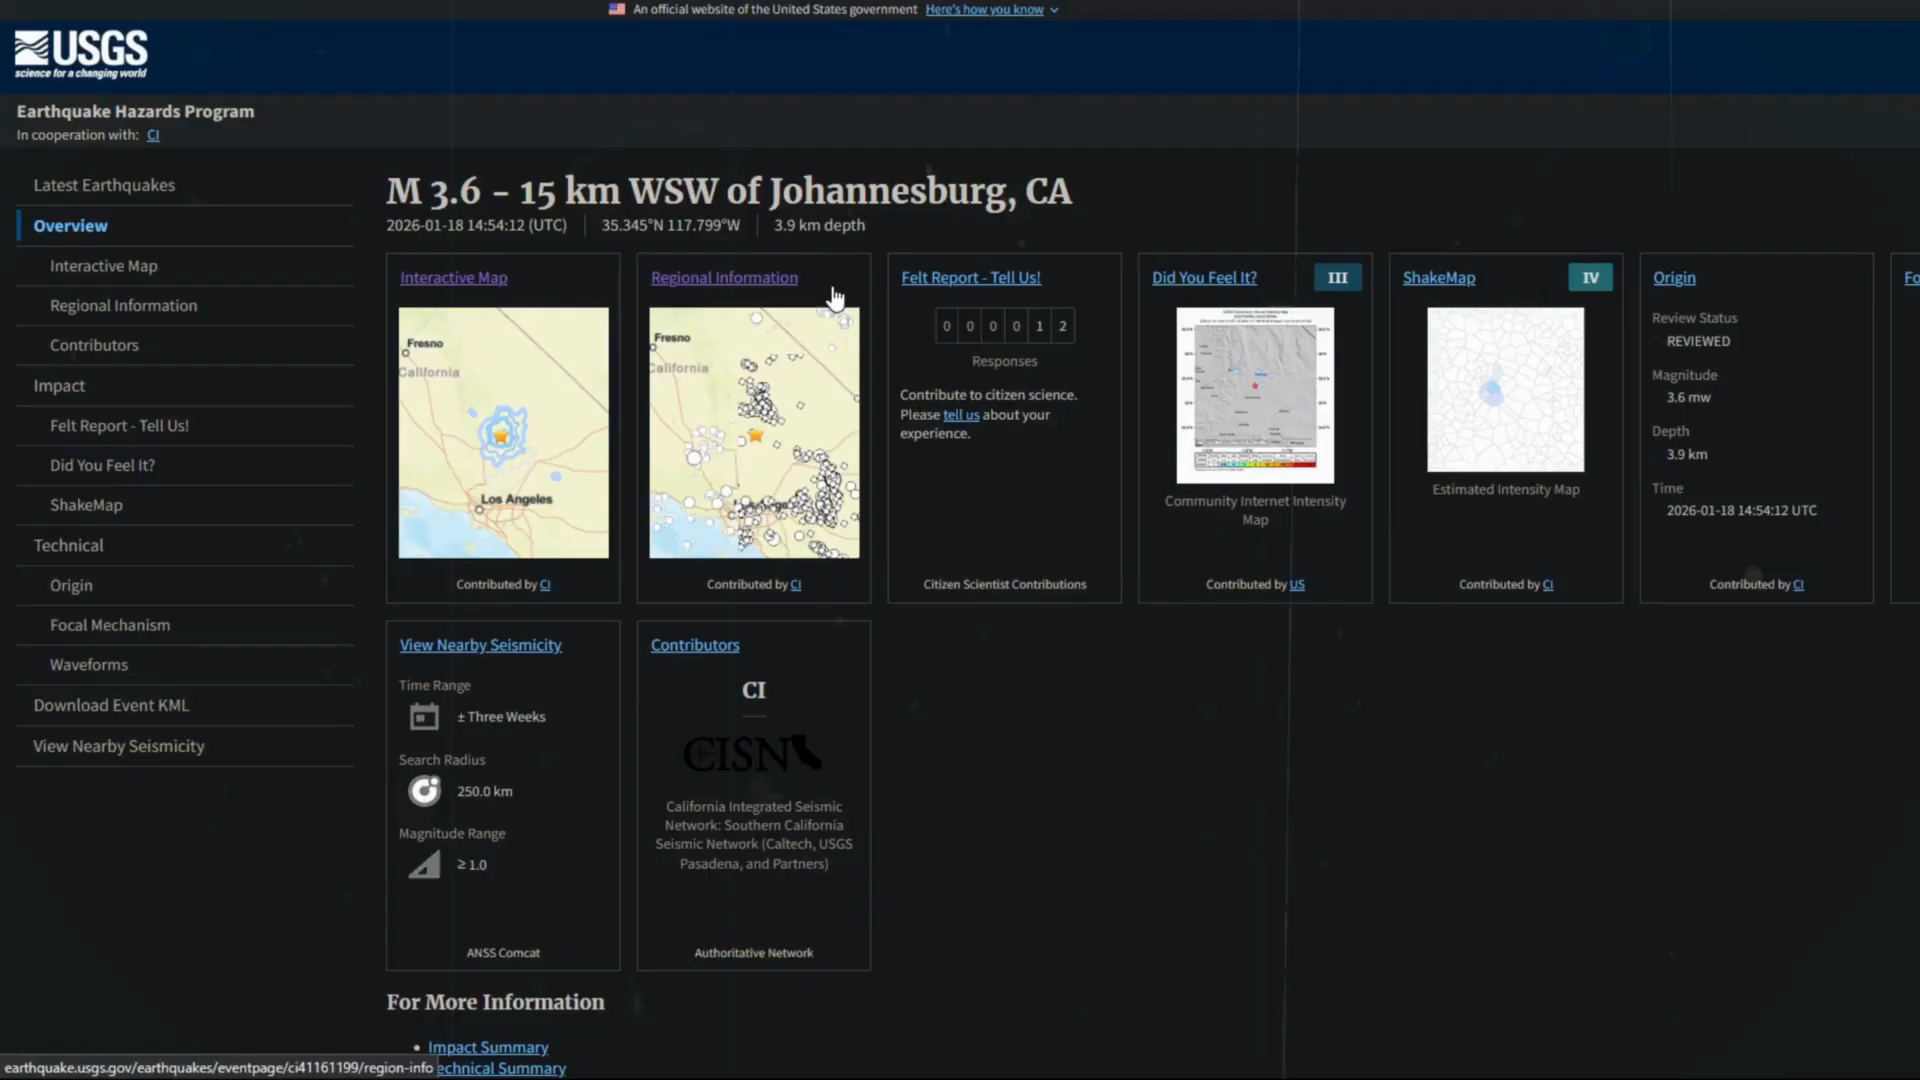 An official website of the United States government Here's how you know
USGS
science for a changing world
Earthquake Hazards Program
In cooperation with: CI
Latest Earthquakes
Overview
Interactive Map
Regional Information
Contributors
Impact
Felt Report - Tell Us!
Did You Feel It?
ShakeMap
Technical
Origin
Focal Mechanism
Waveforms
Download Event KML
View Nearby Seismicity
M 3.6 - 15 km WSW of Johannesburg, CA
2026-01-18 14:54:12 (UTC) 35.345°N 117.799°W 3.9 km depth
Interactive Map
Fresno
California
Los Angeles
Contributed by CI
Regional Information
Fresno
California
Contributed by CI
Felt Report - Tell Us!
0 0 0 0 1 2
Responses
Contribute to citizen science.
Please tell us about your
experience.
Citizen Scientist Contributions
Did You Feel It? III
Community Internet Intensity
Map
Contributed by US
ShakeMap IV
Estimated Intensity Map
Contributed by CI
Origin
Review Status
REVIEWED
Magnitude
3.6 mw
Depth
3.9 km
Time
2026-01-18 14:54:12 UTC
Contributed by CI
Fo
View Nearby Seismicity
Time Range
± Three Weeks
Search Radius
250.0 km
Magnitude Range
≥ 1.0
ANSS Comcat
Contributors
CI
CISN
California Integrated Seismic
Network: Southern California
Seismic Network (Caltech, USGS
Pasadena, and Partners)
Authoritative Network
For More Information
Impact Summary
echnical Summary
earthquake.usgs.gov/earthquakes/eventpage/ci41161199/region-info